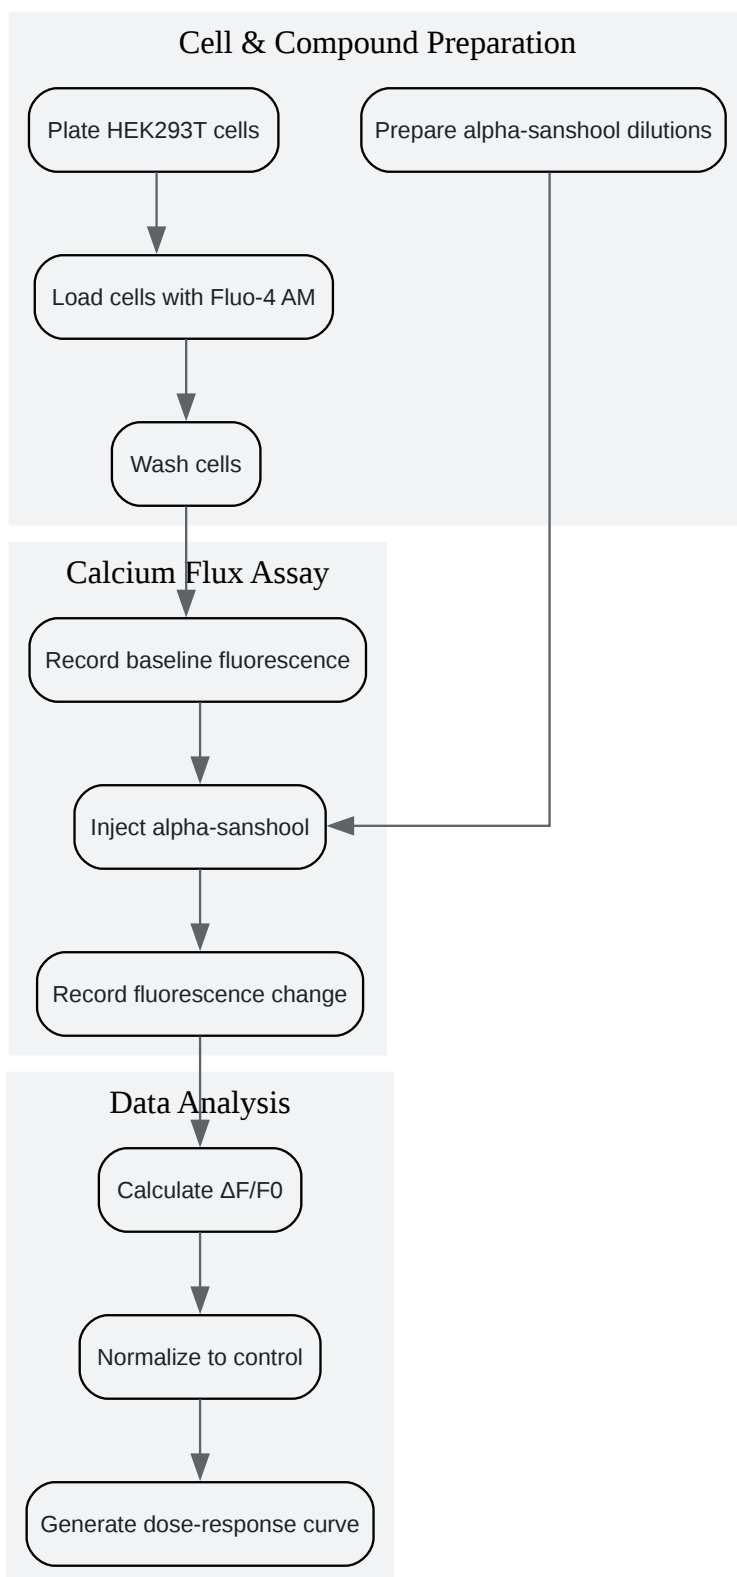 Cell & Compound Preparation
Plate HEK293T cells
Prepare alpha-sanshool dilutions
Load cells with Fluo-4 AM
Wash cells
Calcium Flux Assay
Record baseline fluorescence
Inject alpha-sanshool
Record fluorescence change
Data Analysis
Calculate ΔF/F0
Normalize to control
Generate dose-response curve